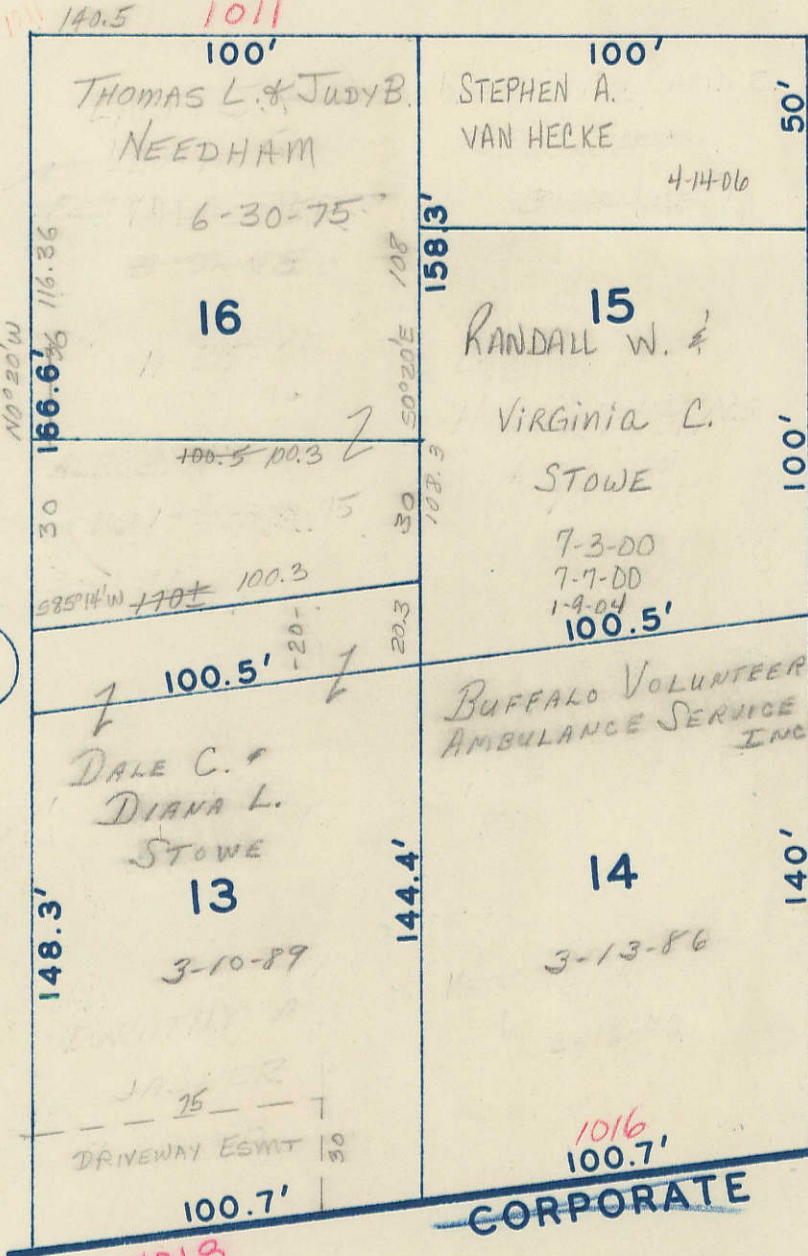 140.5 1011
100'
THOMAS L. & JUDY B.
NEEDHAM
6-30-75
16
N0°20'W
116.36
166.6'
S0°20'E 108
100'
STEPHEN A.
VAN HECKE
4-14-06
50'
158.3'
15
RANDALL W. &
VIRGINIA C.
STOWE
7-3-00
7-7-00
1-9-04
100'
100.5'
100.5 100.3
30
30
108.3
S85°14'W 170± 100.3
-20-
20.3
100.5'
DALE C. &
DIANA L.
STOWE
13
3-10-89
148.3'
144.4'
BUFFALO VOLUNTEER
AMBULANCE SERVICE
INC
14
3-13-86
140'
75
DRIVEWAY ESMT
30
100.7'
1016
100.7'
CORPORATE